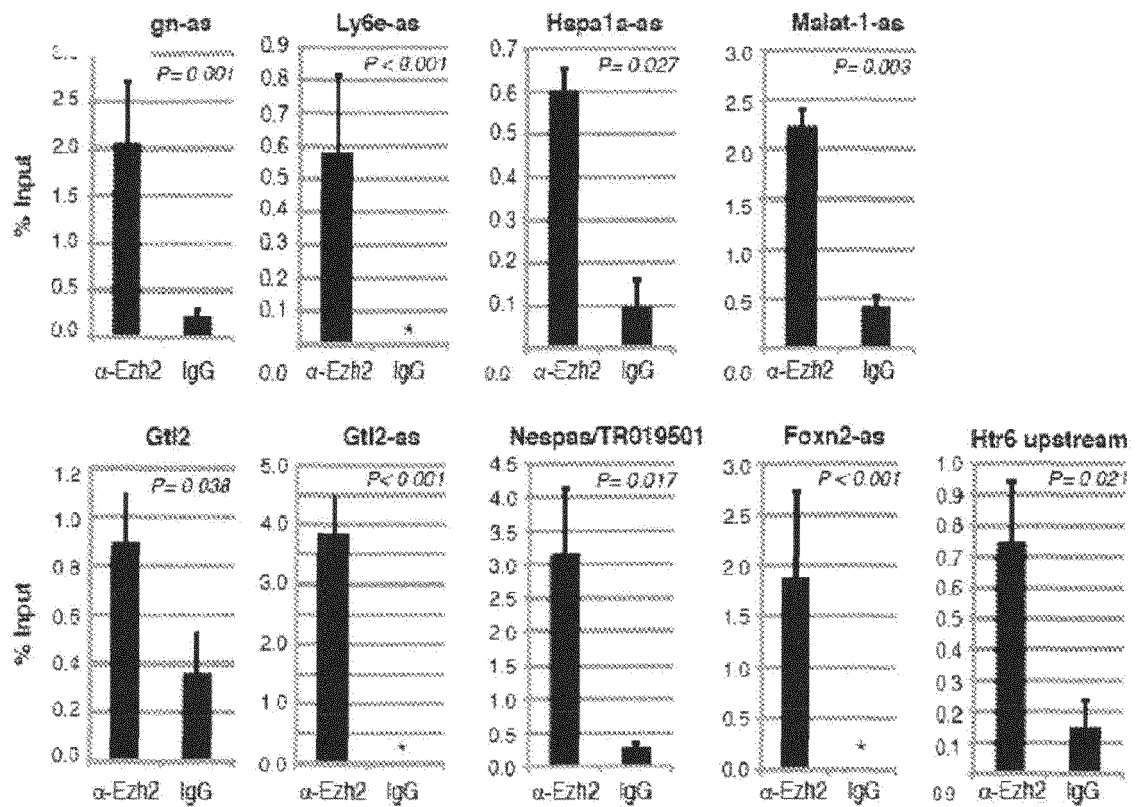 gn-as
Ly6e-as
Hspa1a-as
Malat-1-as
% Input
2.5
2.0
1.5
1.0
0.5
0.0
P= 0.001
α-Ezh2 IgG
0.9
0.8
0.7
0.6
0.5
0.4
0.3
0.2
0.1
0.0
P< 0.001
*
α-Ezh2 IgG
0.7
0.6
0.5
0.4
0.3
0.2
0.1
0.0
P= 0.027
α-Ezh2 IgG
3.0
2.5
2.0
1.5
1.0
0.5
0.0
P= 0.003
α-Ezh2 IgG
Gtl2
Gtl2-as
Nespas/TR019501
Foxn2-as
Htr6 upstream
% Input
1.2
1.0
0.8
0.6
0.4
0.2
0.0
P= 0.038
α-Ezh2 IgG
5.0
4.0
3.0
2.0
1.0
0.0
P< 0.001
*
α-Ezh2 IgG
4.5
4.0
3.5
3.0
2.5
2.0
1.5
1.0
0.5
0.0
P= 0.017
α-Ezh2 IgG
3.0
2.5
2.0
1.5
1.0
0.5
0.0
P< 0.001
*
α-Ezh2 IgG
1.0
0.9
0.8
0.7
0.6
0.5
0.4
0.3
0.2
0.1
P= 0.021
α-Ezh2 IgG